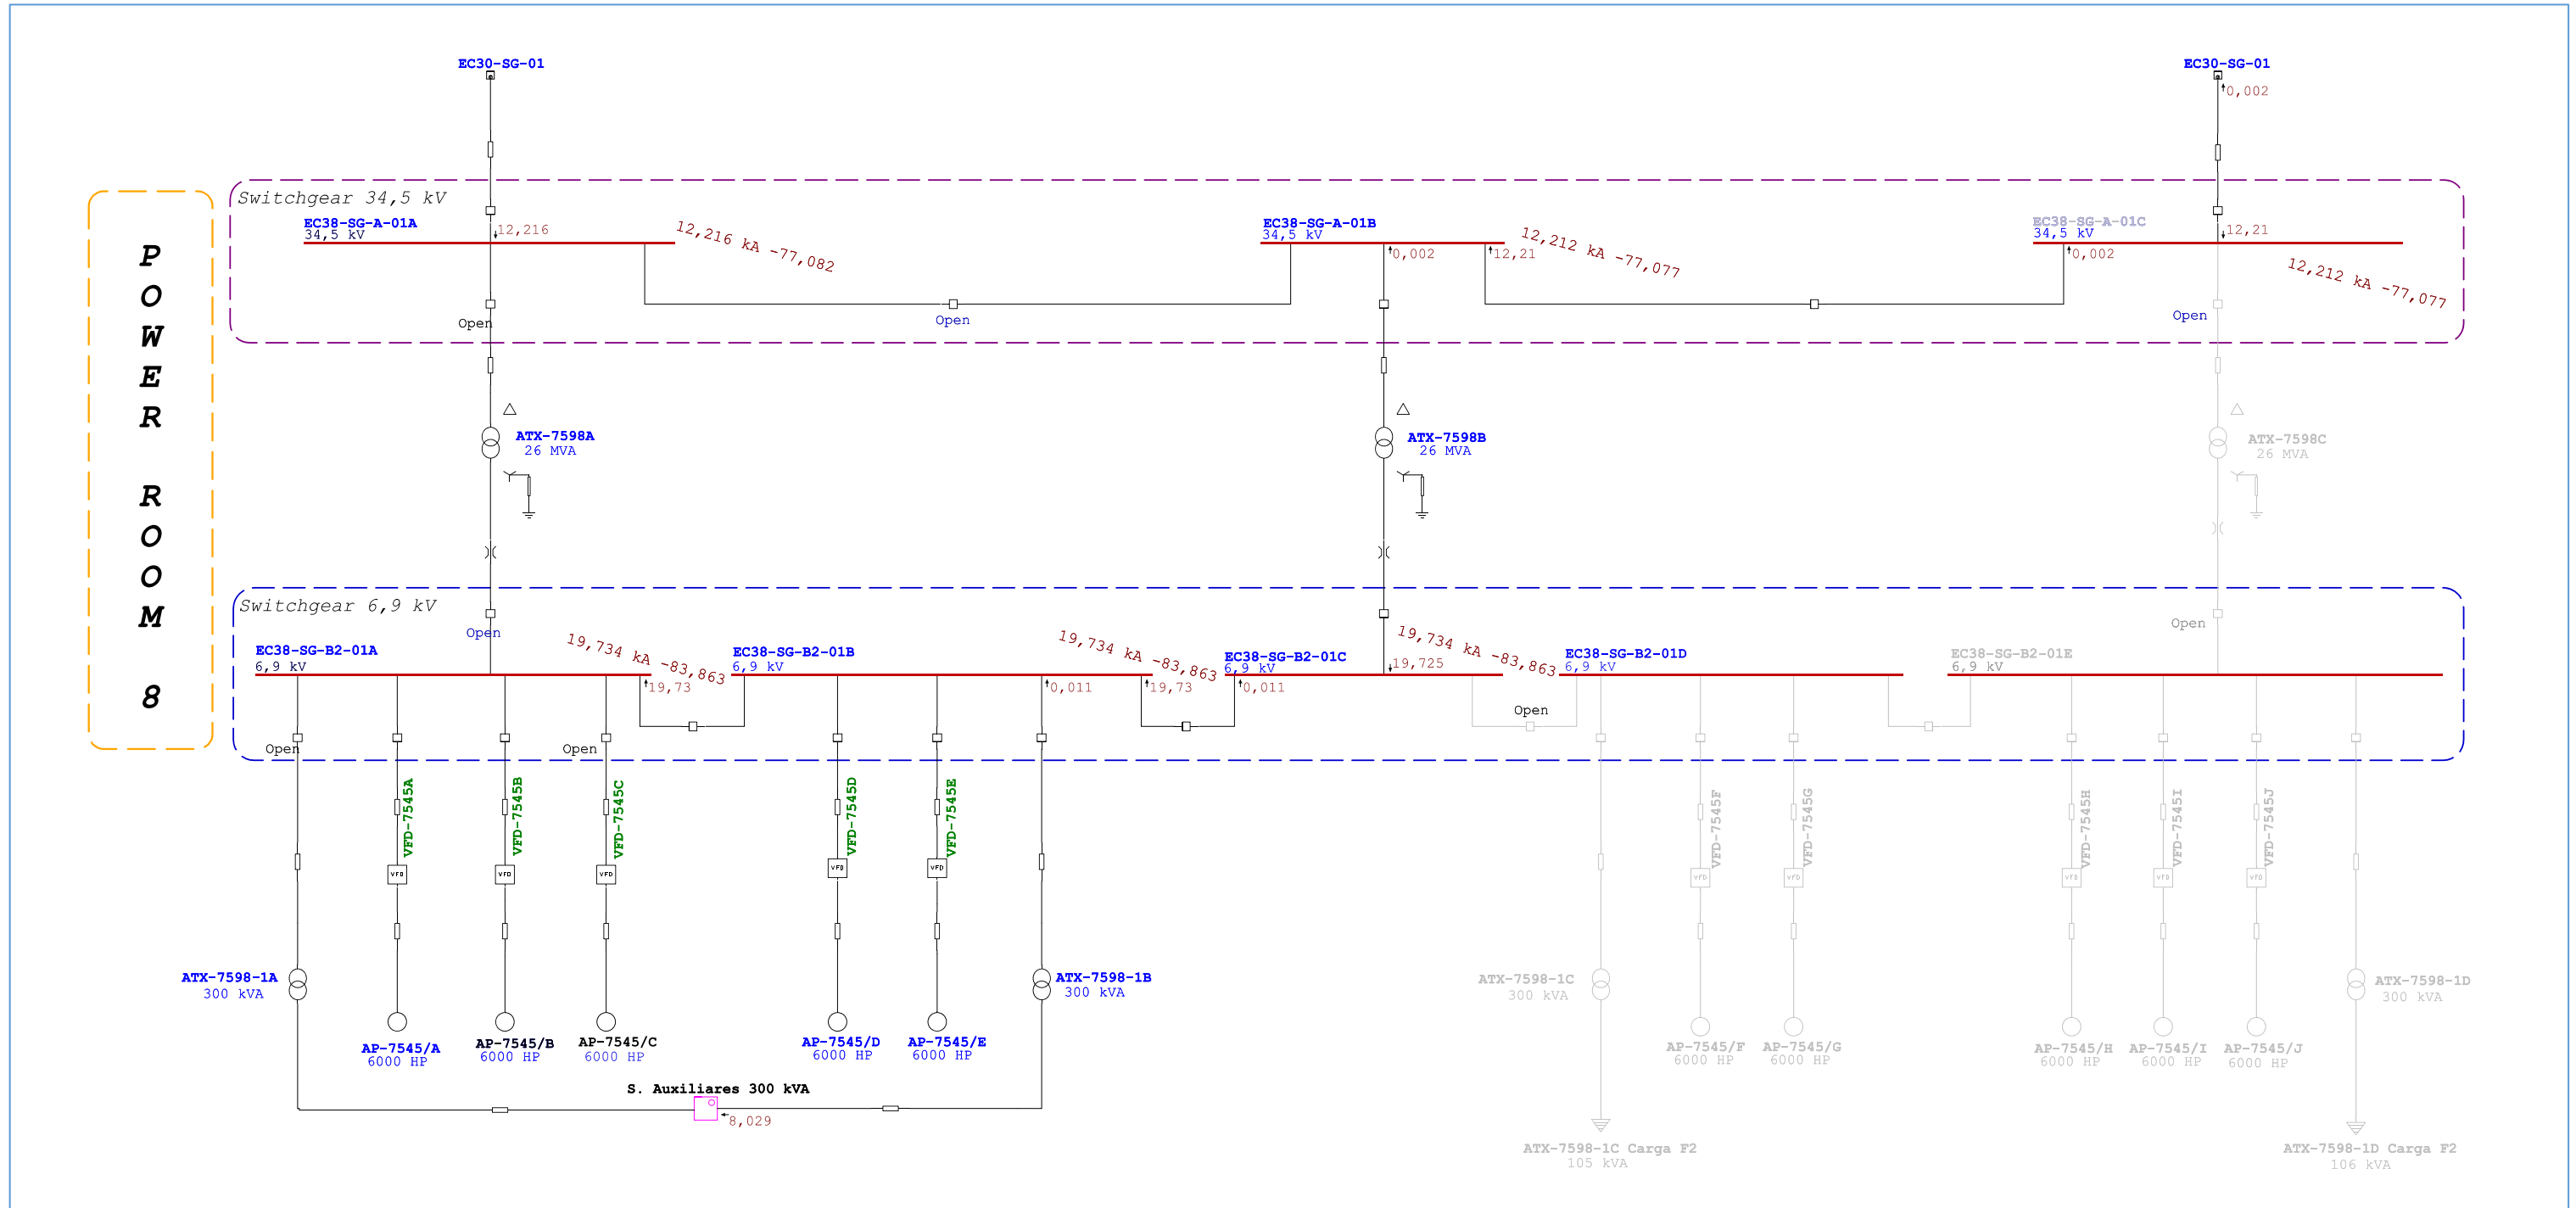 EC30-SG-01
EC30-SG-01
0,002
Switchgear 34,5 kV
EC38-SG-A-01A
34,5 kV
12,216
12,216 kA -77,082
EC38-SG-A-01B
34,5 kV
0,002
12,21
12,212 kA -77,077
EC38-SG-A-01C
34,5 kV
12,21
0,002
12,212 kA -77,077
Open
Open
Open
POWER ROOM 8
ATX-7598A
26 MVA
ATX-7598B
26 MVA
ATX-7598C
26 MVA
Switchgear 6,9 kV
Open
Open
EC38-SG-B2-01A
6,9 kV
19,734 kA -83,863
19,73
EC38-SG-B2-01B
6,9 kV
19,734 kA -83,863
0,011
19,73
EC38-SG-B2-01C
6,9 kV
0,011
19,725
19,734 kA -83,863
EC38-SG-B2-01D
6,9 kV
EC38-SG-B2-01E
6,9 kV
Open
Open
Open
VFD-7545A
VFD-7545B
VFD-7545C
VFD-7545D
VFD-7545E
VFD-7545F
VFD-7545G
VFD-7545H
VFD-7545I
VFD-7545J
VFD
VFD
VFD
VFD
VFD
VFD
VFD
VFD
VFD
VFD
ATX-7598-1A
300 kVA
ATX-7598-1B
300 kVA
ATX-7598-1C
300 kVA
ATX-7598-1D
300 kVA
AP-7545/A
6000 HP
AP-7545/B
6000 HP
AP-7545/C
6000 HP
AP-7545/D
6000 HP
AP-7545/E
6000 HP
AP-7545/F
6000 HP
AP-7545/G
6000 HP
AP-7545/H
6000 HP
AP-7545/I
6000 HP
AP-7545/J
6000 HP
S. Auxiliares 300 kVA
8,029
ATX-7598-1C Carga F2
105 kVA
ATX-7598-1D Carga F2
106 kVA